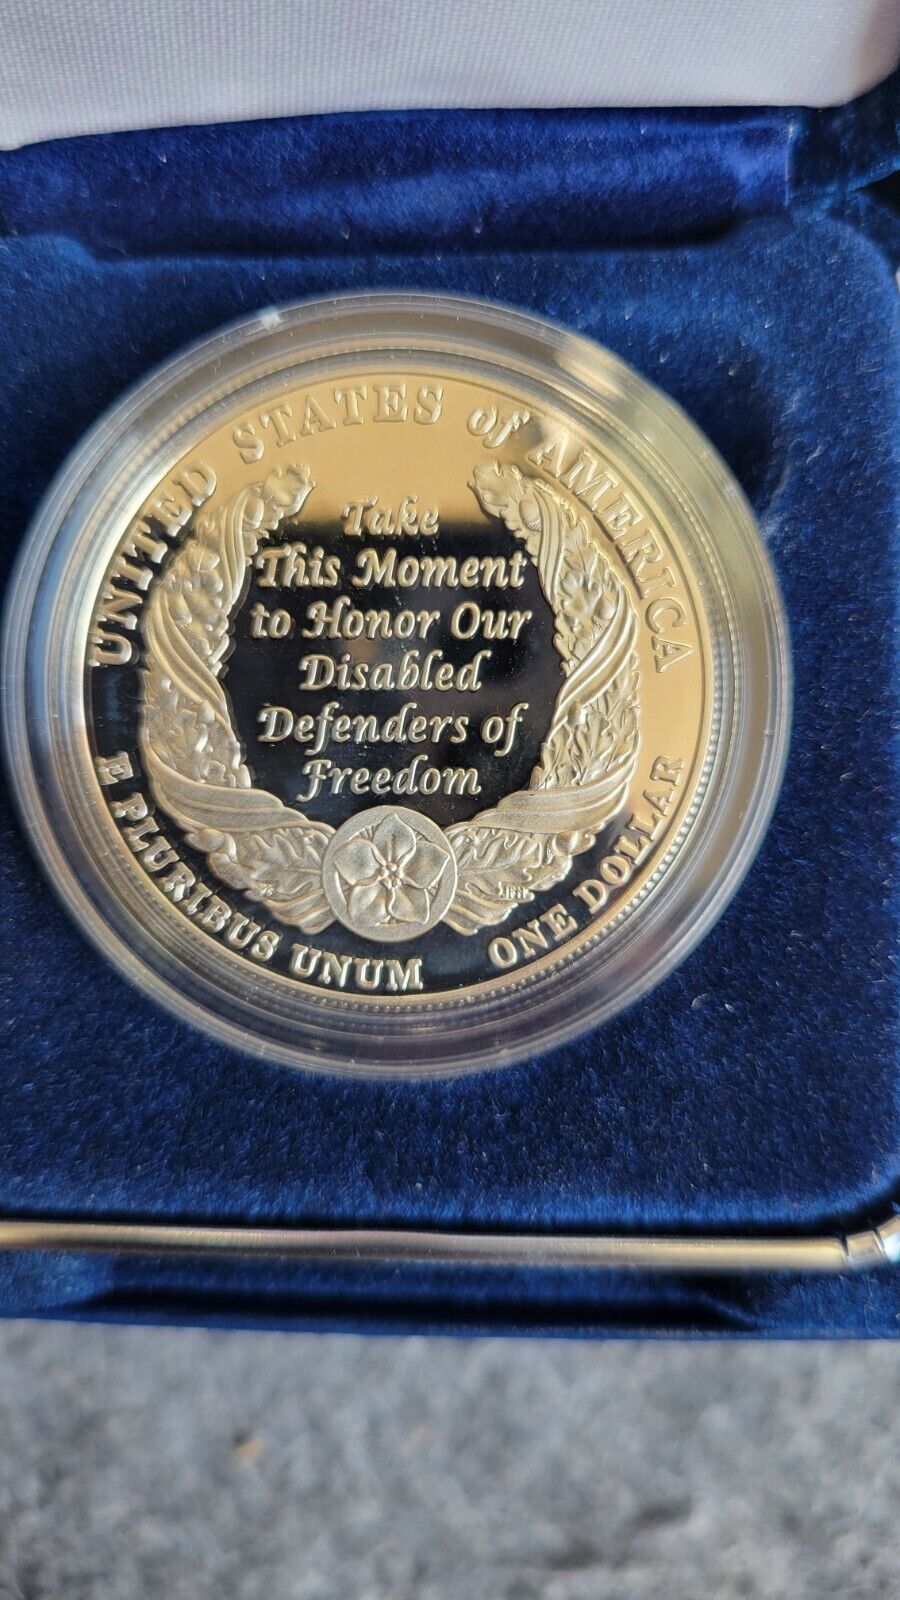 UNITED STATES of AMERICA
Take
This Moment
to Honor Our
Disabled
Defenders of
Freedom
E PLURIBUS UNUM
ONE DOLLAR